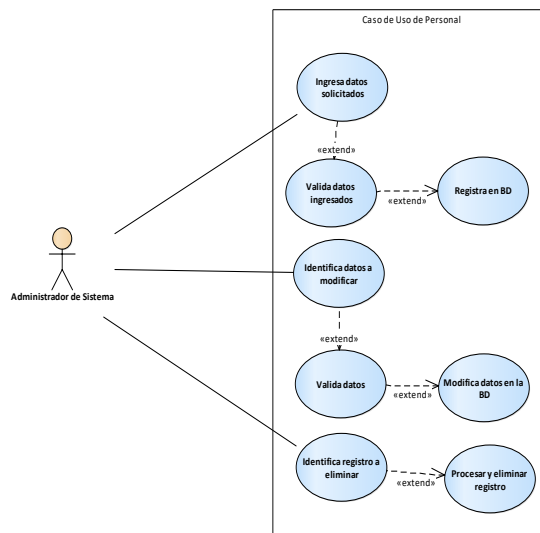 Caso de Uso de Personal
Ingresa datos
solicitados
«extend»
Valida datos
ingresados
«extend»
Registra en BD
Administrador de Sistema
Identifica datos a
modificar
«extend»
Valida datos
«extend»
Modifica datos en la
BD
Identifica registro a
eliminar
«extend»
Procesar y eliminar
registro